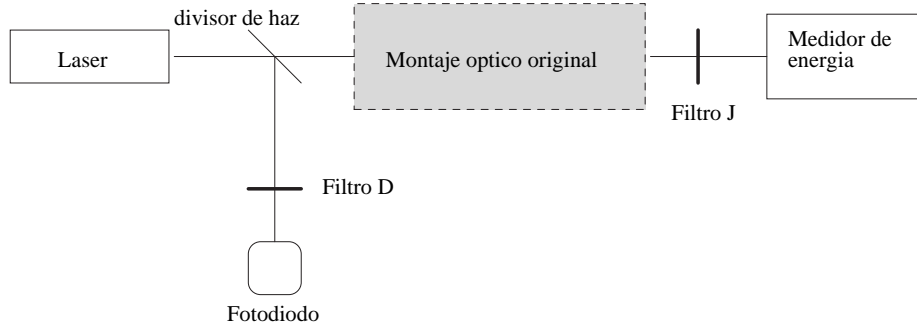 divisor de haz
Laser
Montaje optico original
Medidor de
energia
Filtro J
Filtro D
Fotodiodo